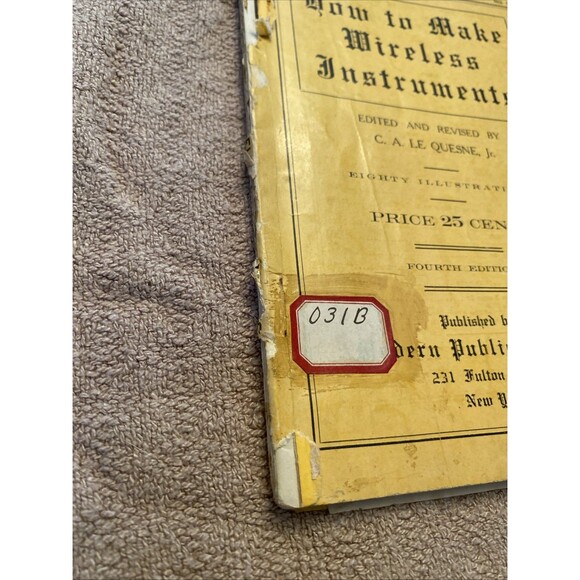 How to Make
Wireless
Instruments
EDITED AND REVISED BY
C. A. LE QUESNE, Jr.
EIGHTY ILLUSTRATI
PRICE 25 CEN
FOURTH EDITIO
031B
Published b
dern Publi
231 Fulton
New Y